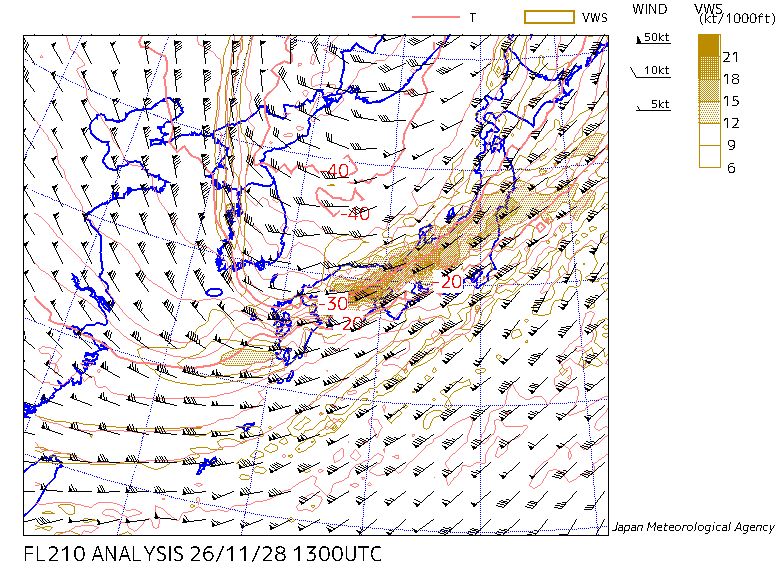 T
VWS
WIND
VWS
(kt/1000ft)
50kt
10kt
5kt
21
18
15
12
9
6
-40
-40
-20
-30
-20
Japan Meteorological Agency
FL210 ANALYSIS 26/11/28 1300UTC